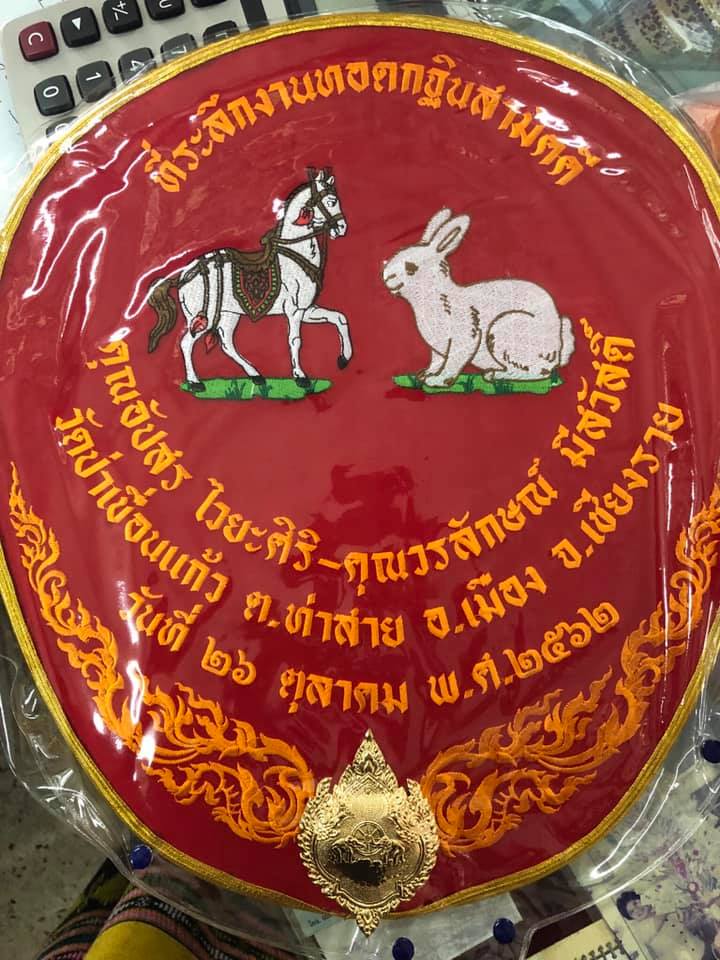 ที่ระลึกงานทอดกฐินสามัคคี
คุณอัปสร ไวยะศิริ-คุณวรลักษณ์ มีสวัสดิ์
วัดป่าเขื่อนแก้ว ต.ท่าสาย อ.เมือง จ.เชียงราย
วันที่ ๒๖ ตุลาคม พ.ศ.๒๕๖๒